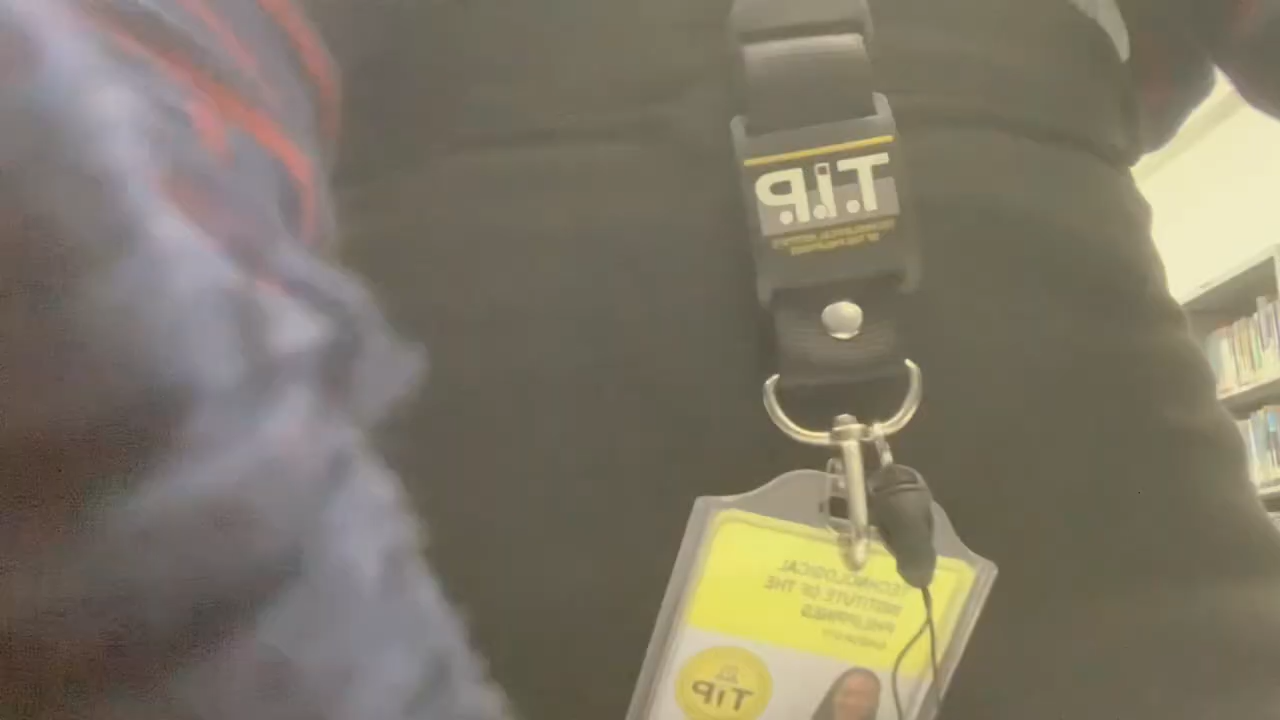 T.I.P.
TECHNOLOGICAL
INSTITUTE OF THE
PHILIPPINES
TIP